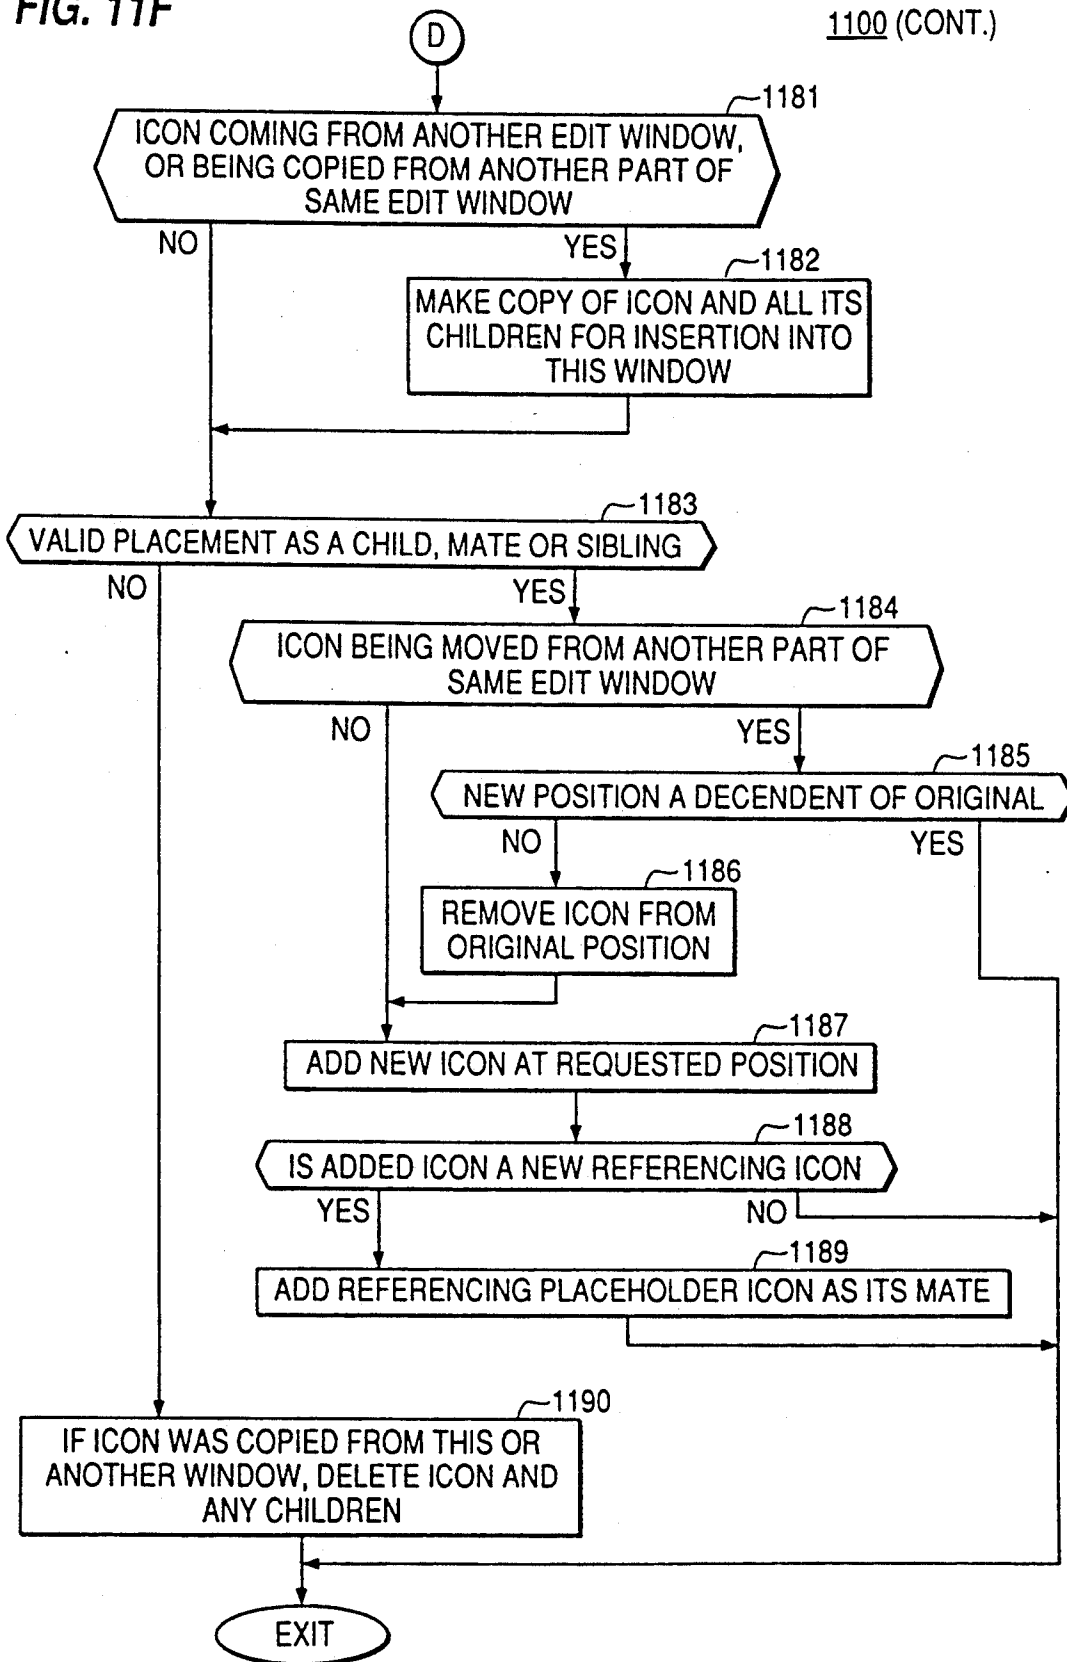 FIG. 11F
1100 (CONT.)
D
1181
ICON COMING FROM ANOTHER EDIT WINDOW,
OR BEING COPIED FROM ANOTHER PART OF
SAME EDIT WINDOW
NO
YES
1182
MAKE COPY OF ICON AND ALL ITS
CHILDREN FOR INSERTION INTO
THIS WINDOW
1183
VALID PLACEMENT AS A CHILD, MATE OR SIBLING
NO
YES
1184
ICON BEING MOVED FROM ANOTHER PART OF
SAME EDIT WINDOW
NO
YES
1185
NEW POSITION A DECENDENT OF ORIGINAL
NO
YES
1186
REMOVE ICON FROM
ORIGINAL POSITION
1187
ADD NEW ICON AT REQUESTED POSITION
1188
IS ADDED ICON A NEW REFERENCING ICON
YES
NO
1189
ADD REFERENCING PLACEHOLDER ICON AS ITS MATE
1190
IF ICON WAS COPIED FROM THIS OR
ANOTHER WINDOW, DELETE ICON AND
ANY CHILDREN
EXIT